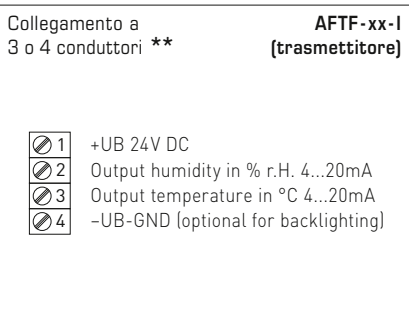 Collegamento a AFTF-xx-I
3 o 4 conduttori ** (trasmettitore)
1 +UB 24V DC
2 Output humidity in % r.H. 4...20mA
3 Output temperature in °C 4...20mA
4 –UB-GND (optional for backlighting)